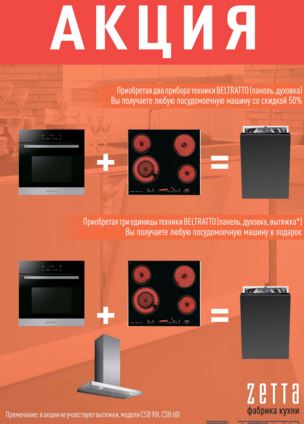 АКЦИЯ
Приобретая два прибора техники BELTRATTO (панель, духовка)
Вы получаете любую посудомоечную машину со скидкой 50%
+ =
Приобретая три единицы техники BELTRATTO (панель, духовка, вытяжка*)
Вы получаете любую посудомоечную машину в подарок
+ =
zетта
фабрика кухни
Примечание: в акции не учувствуют вытяжки, модели CSB 90I, CSB 60I